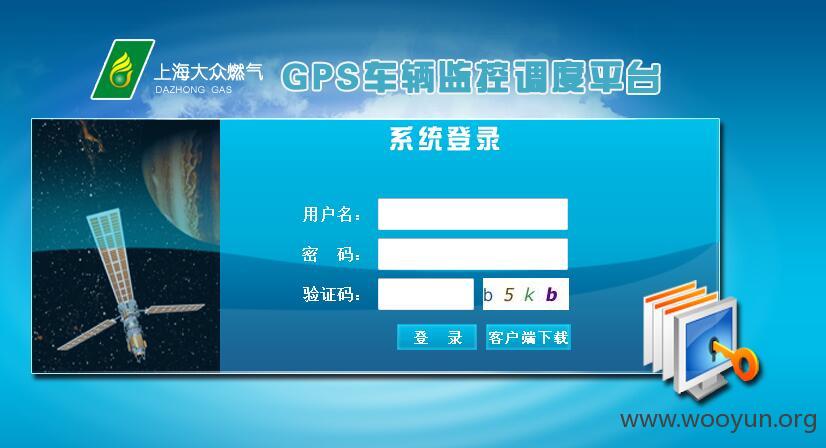 上海大众燃气
DAZHONG GAS
GPS车辆监控调度平台
系统登录
用户名：
密 码：
验证码： b5kb
登 录 客户端下载
www.wooyun.org